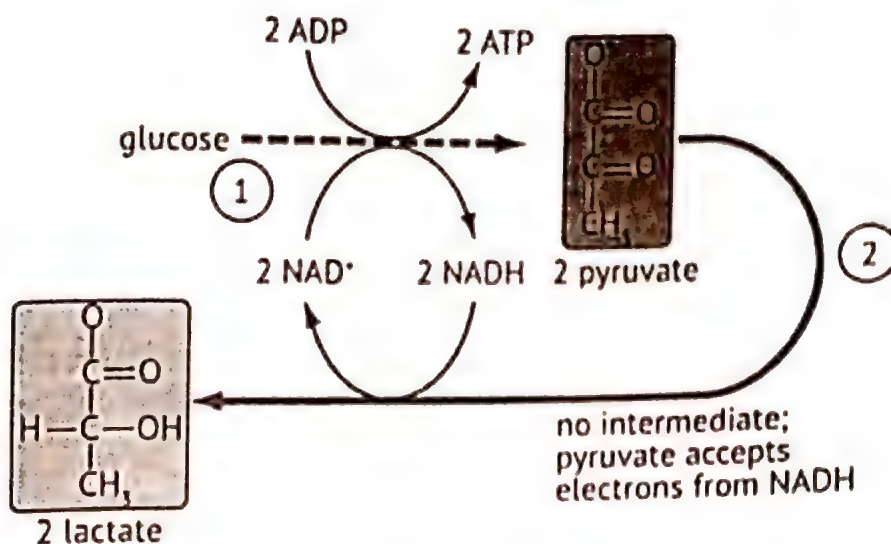 2 ADP
2 ATP
glucose
1
O
C=O
C=O
CH
2 NAD⁺
2 NADH
2 pyruvate
2
O
C=O
H—C—OH
CH₃
2 lactate
no intermediate;
pyruvate accepts
electrons from NADH